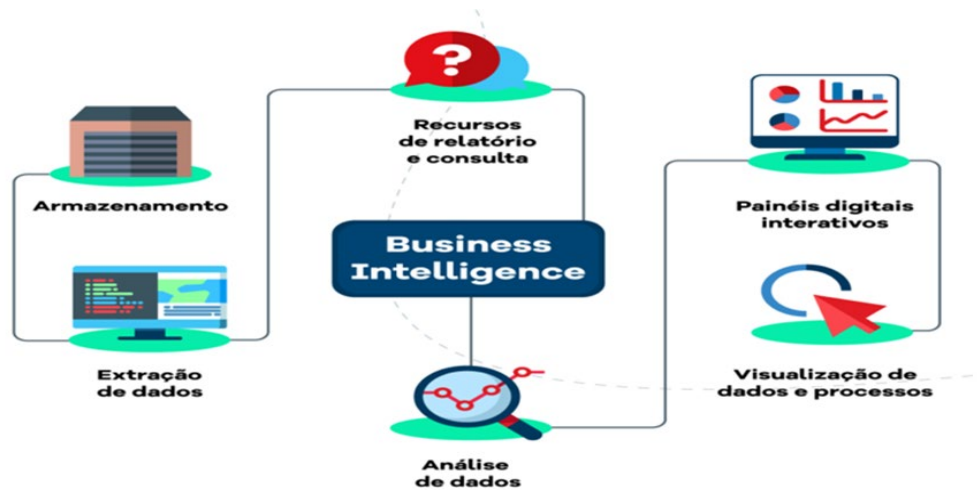 Recursos
de relatório
e consulta
Armazenamento
Painéis digitais
interativos
Business
Intelligence
Extração
de dados
Visualização de
dados e processos
Análise
de dados